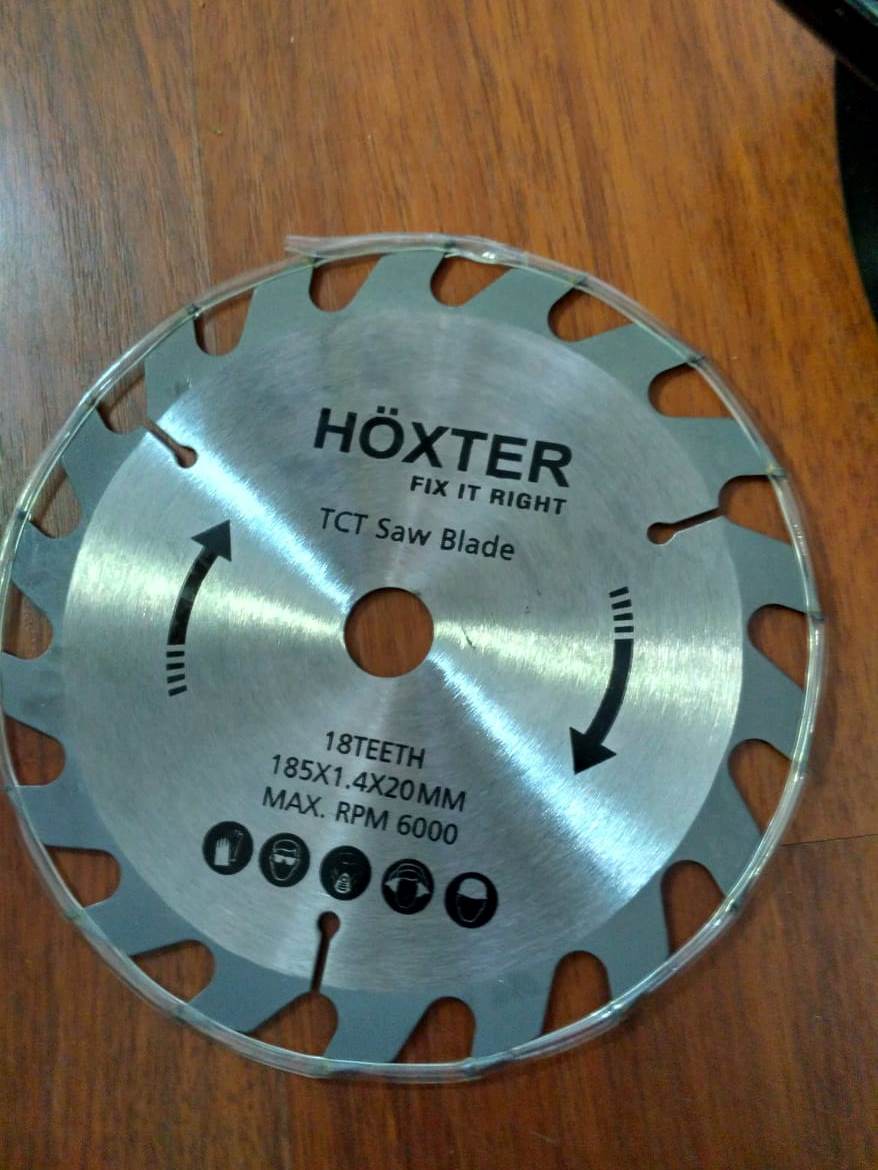 HÖXTER
FIX IT RIGHT
TCT Saw Blade
18TEETH
185X1.4X20MM
MAX. RPM 6000